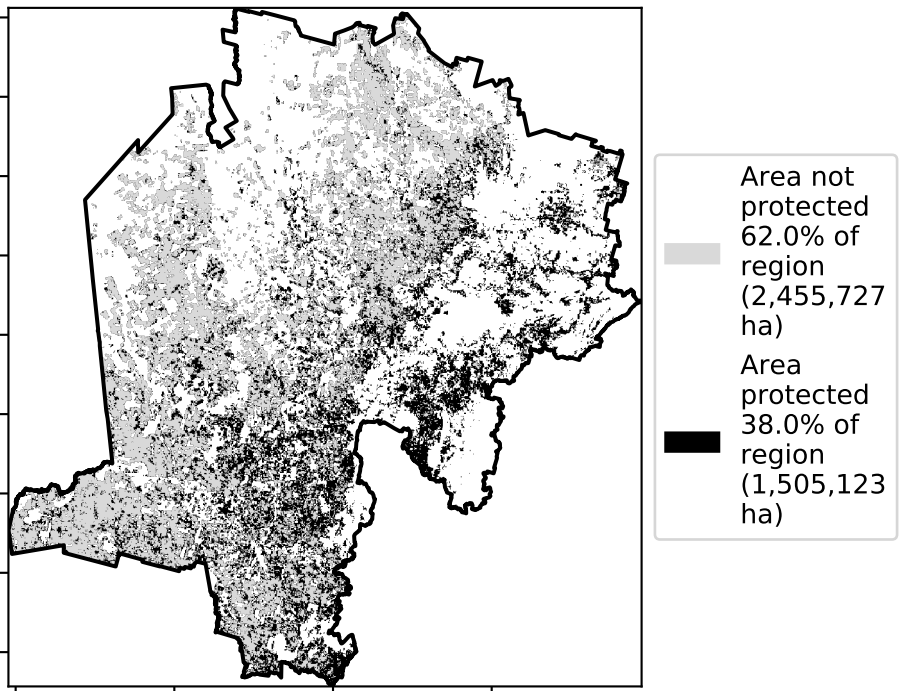 Area not
protected
62.0% of
region
(2,455,727
ha)
Area
protected
38.0% of
region
(1,505,123
ha)